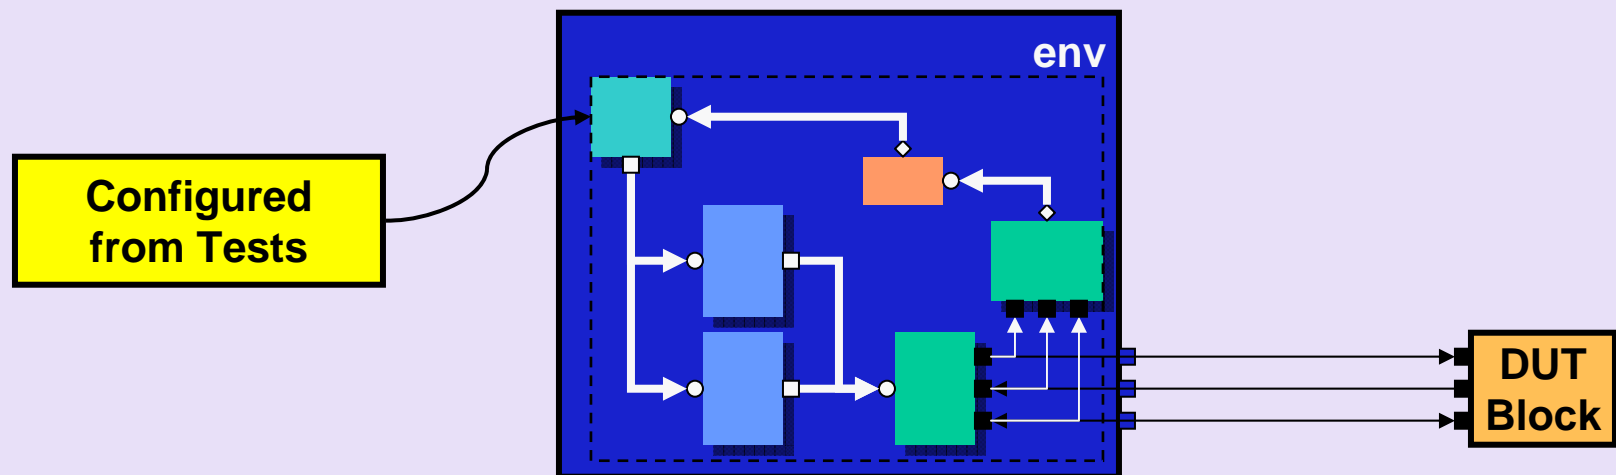 env
Configured
from Tests
DUT
Block